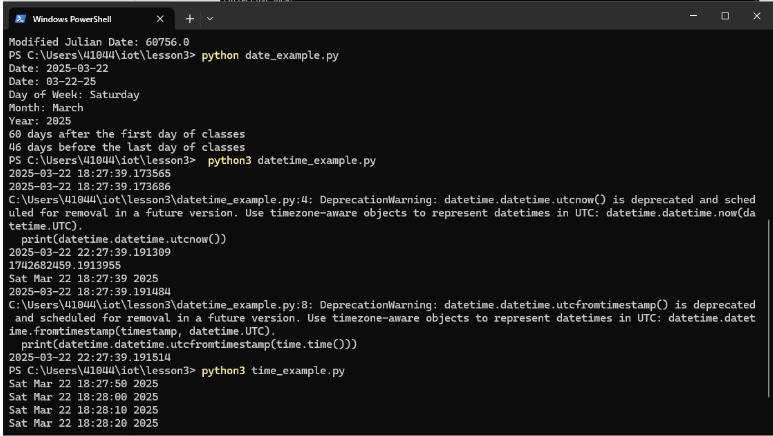 Windows PowerShell
Modified Julian Date: 60756.0
PS C:\Users\41044\iot\lesson3> python date_example.py
Date: 2025-03-22
Date: 03-22-25
Day of Week: Saturday
Month: March
Year: 2025
60 days after the first day of classes
46 days before the last day of classes
PS C:\Users\41044\iot\lesson3>  python3 datetime_example.py
2025-03-22 18:27:39.173565
2025-03-22 18:27:39.173686
C:\Users\41044\iot\lesson3\datetime_example.py:4: DeprecationWarning: datetime.datetime.utcnow() is deprecated and sched
uled for removal in a future version. Use timezone-aware objects to represent datetimes in UTC: datetime.datetime.now(da
tetime.UTC).
  print(datetime.datetime.utcnow())
2025-03-22 22:27:39.191309
1742682459.1913955
Sat Mar 22 18:27:39 2025
2025-03-22 18:27:39.191484
C:\Users\41044\iot\lesson3\datetime_example.py:8: DeprecationWarning: datetime.datetime.utcfromtimestamp() is deprecated
 and scheduled for removal in a future version. Use timezone-aware objects to represent datetimes in UTC: datetime.datet
ime.fromtimestamp(timestamp, datetime.UTC).
  print(datetime.datetime.utcfromtimestamp(time.time()))
2025-03-22 22:27:39.191514
PS C:\Users\41044\iot\lesson3> python3 time_example.py
Sat Mar 22 18:27:50 2025
Sat Mar 22 18:28:00 2025
Sat Mar 22 18:28:10 2025
Sat Mar 22 18:28:20 2025